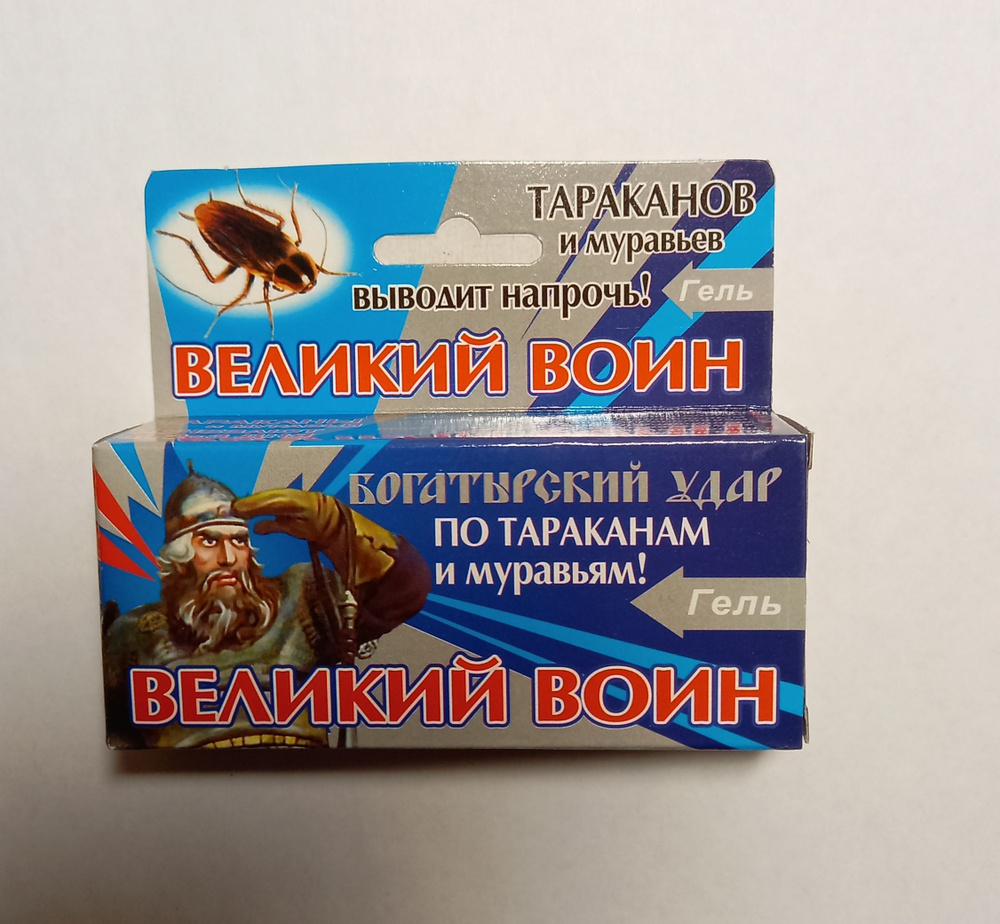 ТАРАКАНОВ
и муравьев
выводит напрочь!
Гель
ВЕЛИКИЙ ВОИН
БОГАТЫРСКИЙ УДАР
ПО ТАРАКАНАМ
и муравьям!
Гель
ВЕЛИКИЙ ВОИН